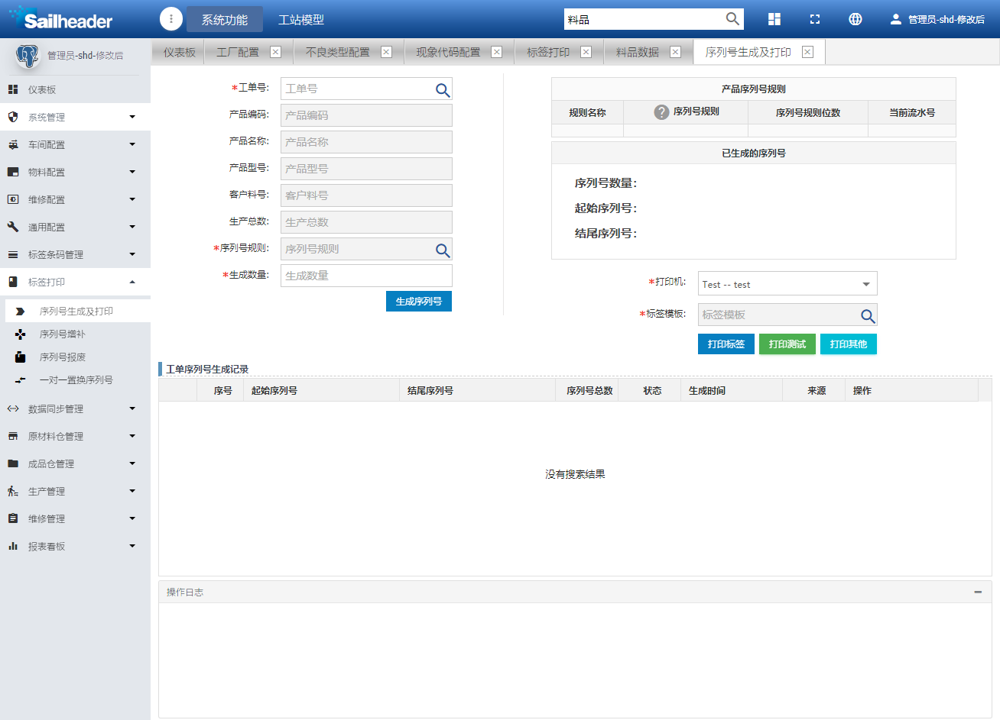 Sailheader
系统功能
工站模型
料品
管理员-shd-修改后
管理员-shd-修改后
仪表板
工厂配置
不良类型配置
现象代码配置
标签打印
料品数据
序列号生成及打印
仪表板
系统管理
车间配置
物料配置
维修配置
通用配置
标签条码管理
标签打印
序列号生成及打印
序列号增补
序列号报废
一对一置换序列号
数据同步管理
原材料仓管理
成品仓管理
生产管理
维修管理
报表看板
*工单号: 工单号
产品编码: 产品编码
产品名称: 产品名称
产品型号: 产品型号
客户料号: 客户料号
生产总数: 生产总数
*序列号规则: 序列号规则
*生成数量: 生成数量
生成序列号
产品序列号规则
规则名称 ? 序列号规则 序列号规则位数 当前流水号
已生成的序列号
序列号数量:
起始序列号:
结尾序列号:
*打印机: Test -- test
*标签模板: 标签模板
打印标签 打印测试 打印其他
工单序列号生成记录
序号 起始序列号 结尾序列号 序列号总数 状态 生成时间 来源 操作
没有搜索结果
操作日志